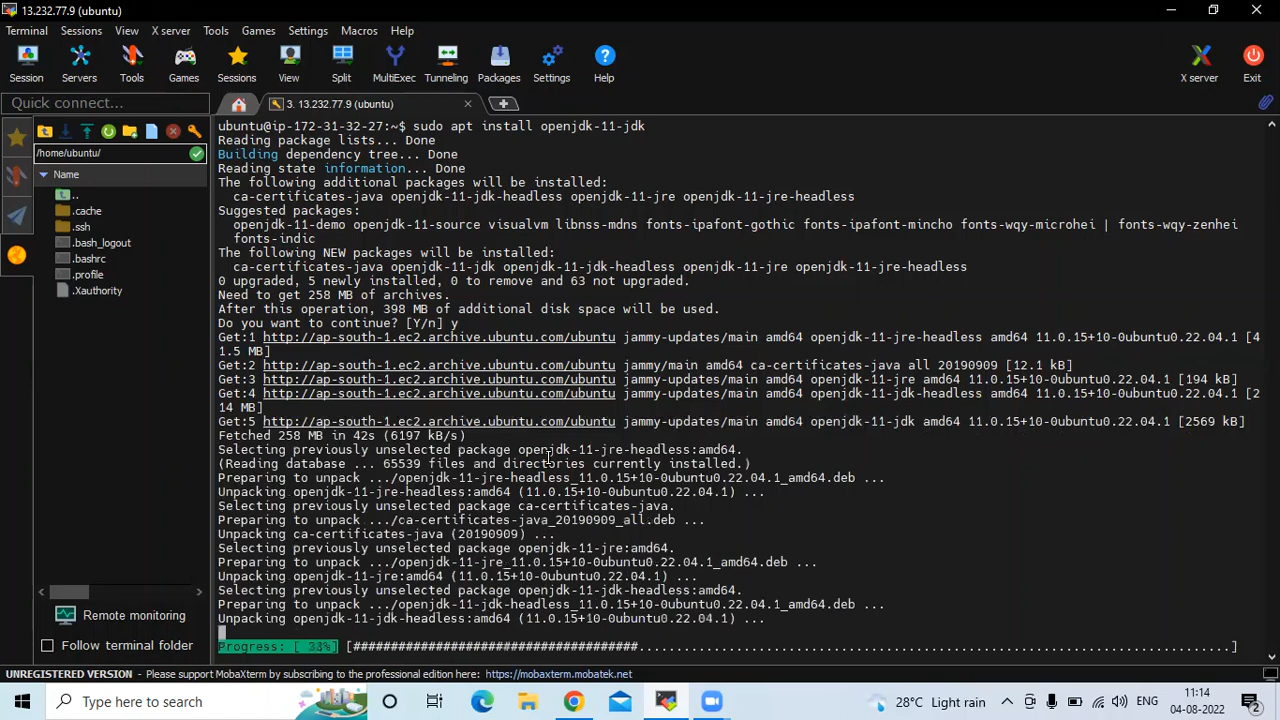 13.232.77.9 (ubuntu)
Terminal Sessions View X server Tools Games Settings Macros Help
Session Servers Tools Games Sessions View Split MultiExec Tunneling Packages Settings Help X server Exit
Quick connect...
3. 13.232.77.9 (ubuntu)
/home/ubuntu/
Name
..
.cache
.ssh
.bash_logout
.bashrc
.profile
.Xauthority
Remote monitoring
Follow terminal folder
ubuntu@ip-172-31-32-27:~$ sudo apt install openjdk-11-jdk
Reading package lists... Done
Building dependency tree... Done
Reading state information... Done
The following additional packages will be installed:
ca-certificates-java openjdk-11-jdk-headless openjdk-11-jre openjdk-11-jre-headless
Suggested packages:
openjdk-11-demo openjdk-11-source visualvm libnss-mdns fonts-ipafont-gothic fonts-ipafont-mincho fonts-wqy-microhei | fonts-wqy-zenhei
fonts-indic
The following NEW packages will be installed:
ca-certificates-java openjdk-11-jdk openjdk-11-jdk-headless openjdk-11-jre openjdk-11-jre-headless
0 upgraded, 5 newly installed, 0 to remove and 63 not upgraded.
Need to get 258 MB of archives.
After this operation, 398 MB of additional disk space will be used.
Do you want to continue? [Y/n] y
Get:1 http://ap-south-1.ec2.archive.ubuntu.com/ubuntu jammy-updates/main amd64 openjdk-11-jre-headless amd64 11.0.15+10-0ubuntu0.22.04.1 [4
1.5 MB]
Get:2 http://ap-south-1.ec2.archive.ubuntu.com/ubuntu jammy/main amd64 ca-certificates-java all 20190909 [12.1 kB]
Get:3 http://ap-south-1.ec2.archive.ubuntu.com/ubuntu jammy-updates/main amd64 openjdk-11-jre amd64 11.0.15+10-0ubuntu0.22.04.1 [194 kB]
Get:4 http://ap-south-1.ec2.archive.ubuntu.com/ubuntu jammy-updates/main amd64 openjdk-11-jdk-headless amd64 11.0.15+10-0ubuntu0.22.04.1 [2
14 MB]
Get:5 http://ap-south-1.ec2.archive.ubuntu.com/ubuntu jammy-updates/main amd64 openjdk-11-jdk amd64 11.0.15+10-0ubuntu0.22.04.1 [2569 kB]
Fetched 258 MB in 42s (6197 kB/s)
Selecting previously unselected package openjdk-11-jre-headless:amd64.
(Reading database ... 65539 files and directories currently installed.)
Preparing to unpack .../openjdk-11-jre-headless_11.0.15+10-0ubuntu0.22.04.1_amd64.deb ...
Unpacking openjdk-11-jre-headless:amd64 (11.0.15+10-0ubuntu0.22.04.1) ...
Selecting previously unselected package ca-certificates-java.
Preparing to unpack .../ca-certificates-java_20190909_all.deb ...
Unpacking ca-certificates-java (20190909) ...
Selecting previously unselected package openjdk-11-jre:amd64.
Preparing to unpack .../openjdk-11-jre_11.0.15+10-0ubuntu0.22.04.1_amd64.deb ...
Unpacking openjdk-11-jre:amd64 (11.0.15+10-0ubuntu0.22.04.1) ...
Selecting previously unselected package openjdk-11-jdk-headless:amd64.
Preparing to unpack .../openjdk-11-jdk-headless_11.0.15+10-0ubuntu0.22.04.1_amd64.deb ...
Unpacking openjdk-11-jdk-headless:amd64 (11.0.15+10-0ubuntu0.22.04.1) ...
Progress: [ 33%] [######################################...............................................................................]
UNREGISTERED VERSION - Please support MobaXterm by subscribing to the professional edition here: https://mobaxterm.mobatek.net
Type here to search
28°C Light rain
ENG
11:14
04-08-2022
2